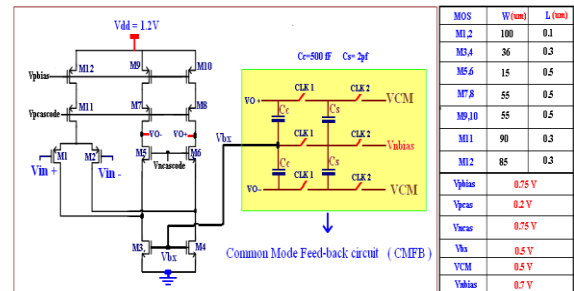 Vdd = 1.2V
M12
M9
M10
Vpbias
Vpcascode
M11
M7
M8
M1
M2
VO-
VO+
M5
M6
Vin +
Vin -
Vncascode
M3
M4
Vbx
Vbx
Cc=500 fF Cs= 2pf
VO+
CLK 1
CLK 2
VCM
Cc
Cs
CLK 1
CLK 2
Vnbias
Cc
Cs
CLK 1
CLK 2
VO-
VCM
Common Mode Feed-back circuit ( CMFB)
MOS W(um) L(um)
M1,2 100 0.1
M3,4 36 0.3
M5,6 15 0.5
M7,8 55 0.5
M9,10 55 0.5
M11 90 0.3
M12 85 0.3
Vpbias 0.75 V
Vpcas 0.2 V
Vncas 0.75 V
Vbx 0.5 V
VCM 0.5 V
Vnbias 0.7 V